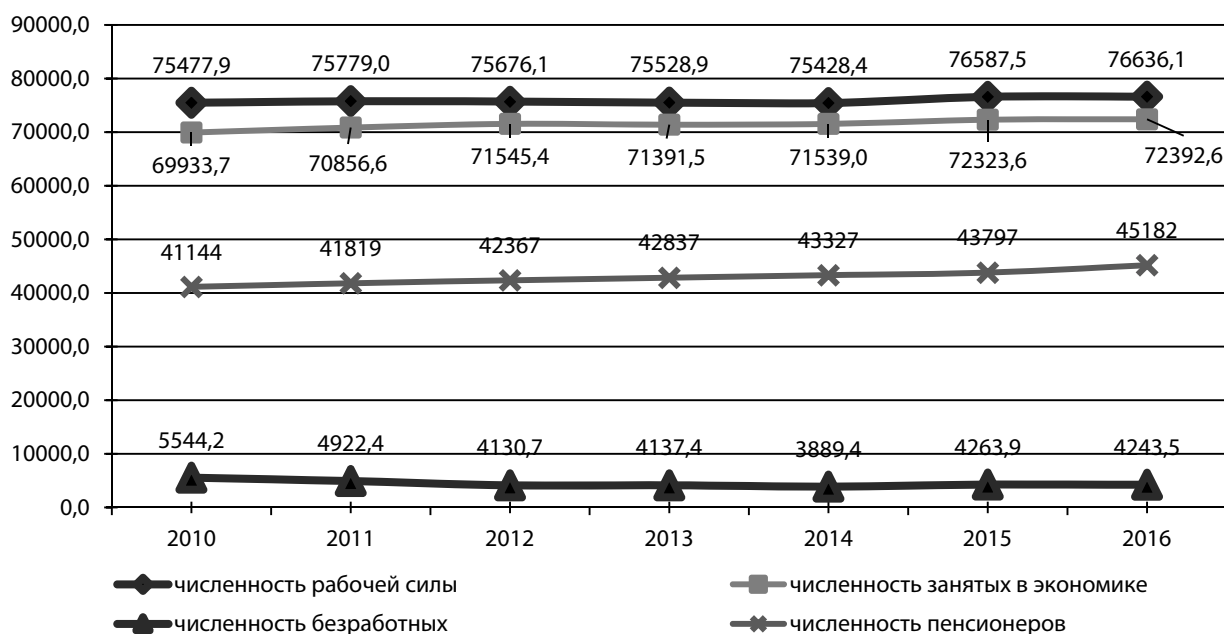 90000,0
75477,9 75779,0 75676,1 75528,9 75428,4 76587,5 76636,1
80000,0
70000,0
69933,7 70856,6 71545,4 71391,5 71539,0 72323,6 72392,6
60000,0
50000,0
41144 41819 42367 42837 43327 43797 45182
40000,0
30000,0
20000,0
5544,2 4922,4 4130,7 4137,4 3889,4 4263,9 4243,5
10000,0
0,0
2010 2011 2012 2013 2014 2015 2016
численность рабочей силы численность занятых в экономике
численность безработных численность пенсионеров